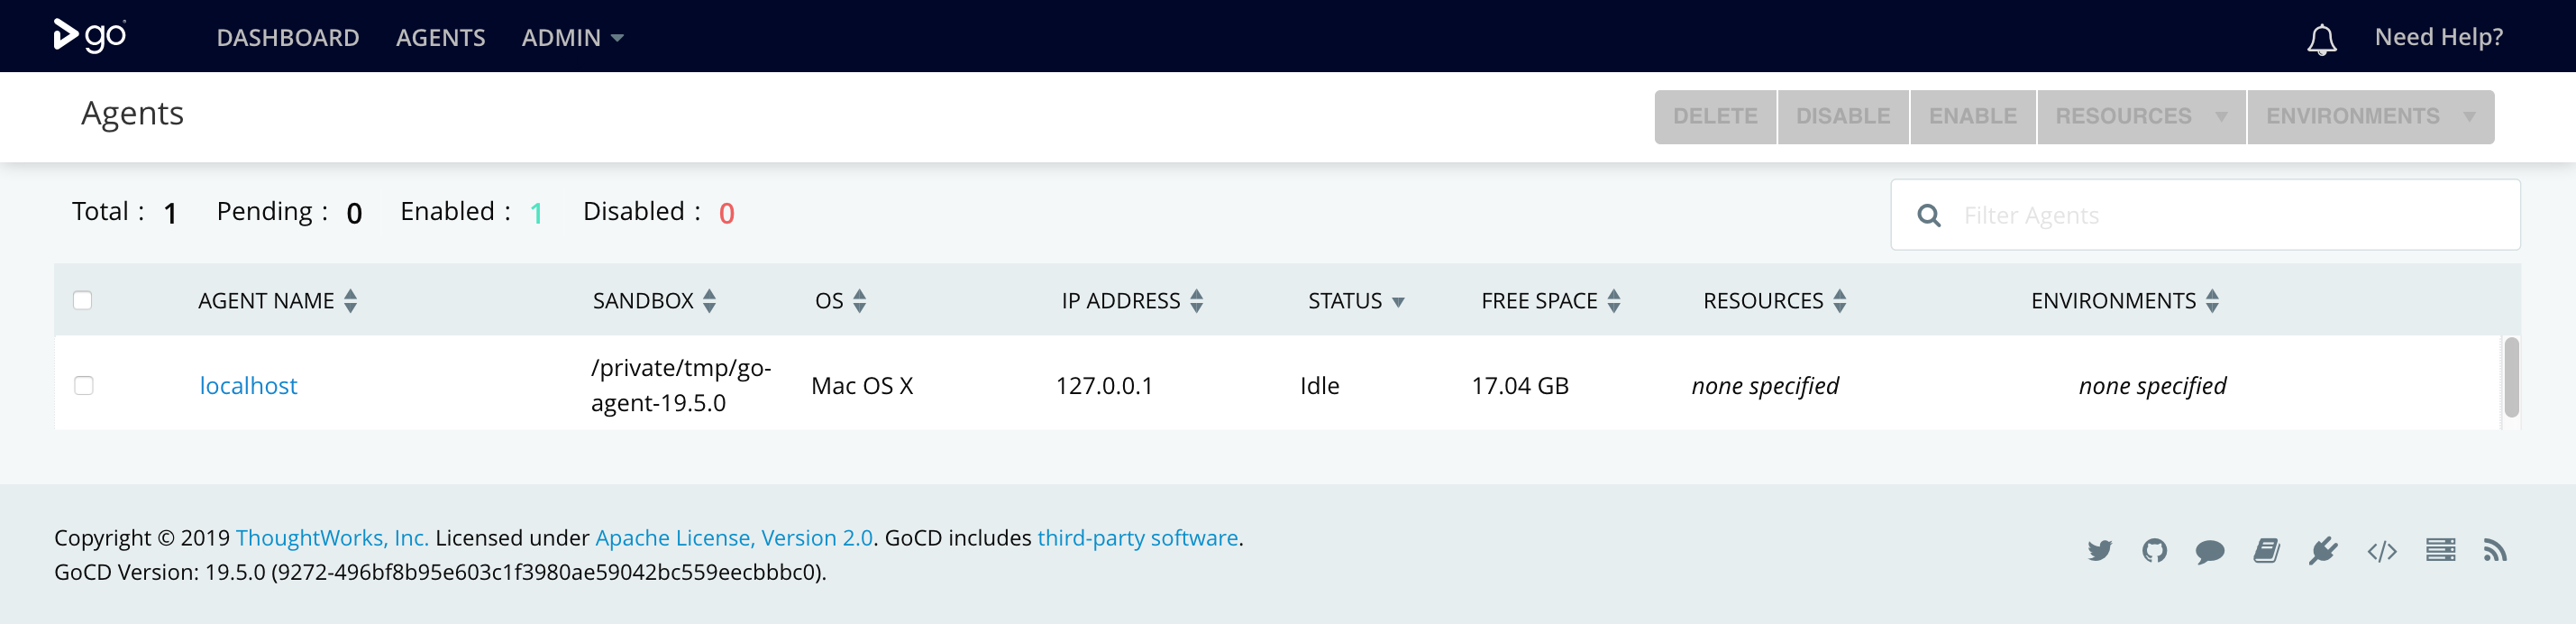 go
DASHBOARD AGENTS ADMIN
Need Help?
Agents
DELETE DISABLE ENABLE RESOURCES ENVIRONMENTS
Total : 1 Pending : 0 Enabled : 1 Disabled : 0
Filter Agents
AGENT NAME SANDBOX OS IP ADDRESS STATUS FREE SPACE RESOURCES ENVIRONMENTS
localhost /private/tmp/go-
agent-19.5.0 Mac OS X 127.0.0.1 Idle 17.04 GB none specified none specified
Copyright © 2019 ThoughtWorks, Inc. Licensed under Apache License, Version 2.0. GoCD includes third-party software.
GoCD Version: 19.5.0 (9272-496bf8b95e603c1f3980ae59042bc559eecbbbc0).